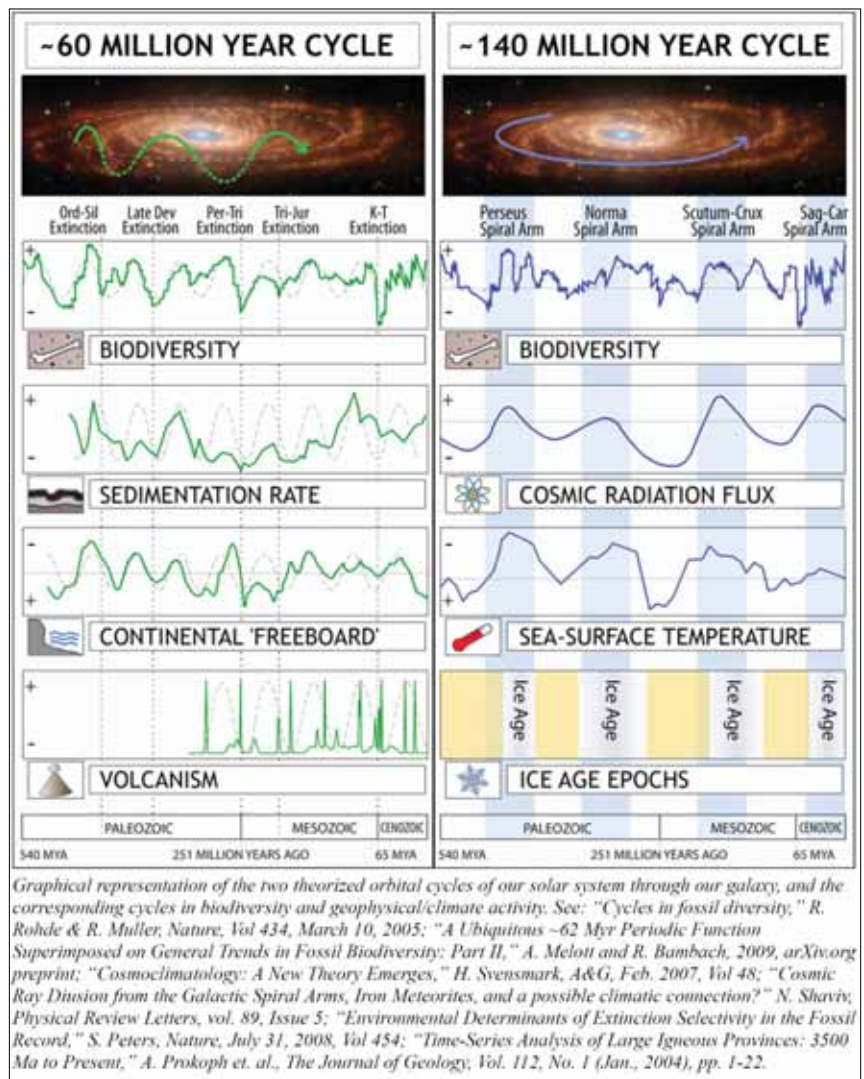 ~60 MILLION YEAR CYCLE
Ord-Sil Late Dev Per-Tri Tri-Jur K-T
Extinction Extinction Extinction Extinction Extinction
+
-
BIODIVERSITY
+
-
SEDIMENTATION RATE
-
+
CONTINENTAL 'FREEBOARD'
+
-
VOLCANISM
PALEOZOIC MESOZOIC CENOZOIC
540 MYA 251 MILLION YEARS AGO 65 MYA
~140 MILLION YEAR CYCLE
Perseus Norma Scutum-Crux Sag-Car
Spiral Arm Spiral Arm Spiral Arm Spiral Arm
+
-
BIODIVERSITY
+
-
COSMIC RADIATION FLUX
-
+
SEA-SURFACE TEMPERATURE
Ice Age Ice Age Ice Age Ice Age
ICE AGE EPOCHS
PALEOZOIC MESOZOIC CENOZOIC
540 MYA 251 MILLION YEARS AGO 65 MYA
Graphical representation of the two theorized orbital cycles of our solar system through our galaxy, and the
corresponding cycles in biodiversity and geophysical/climate activity. See: "Cycles in fossil diversity," R.
Rohde & R. Muller, Nature, Vol 434, March 10, 2005; "A Ubiquitous ~62 Myr Periodic Function
Superimposed on General Trends in Fossil Biodiversity: Part II," A. Melott and R. Bambach, 2009, arXiv.org
preprint; "Cosmoclimatology: A New Theory Emerges," H. Svensmark, A&G, Feb. 2007, Vol 48; "Cosmic
Ray Diusion from the Galactic Spiral Arms, Iron Meteorites, and a possible climatic connection?" N. Shaviv,
Physical Review Letters, vol. 89, Issue 5; "Environmental Determinants of Extinction Selectivity in the Fossil
Record," S. Peters, Nature, July 31, 2008, Vol 454; "Time-Series Analysis of Large Igneous Provinces: 3500
Ma to Present," A. Prokoph et. al., The Journal of Geology, Vol. 112, No. 1 (Jan., 2004), pp. 1-22.